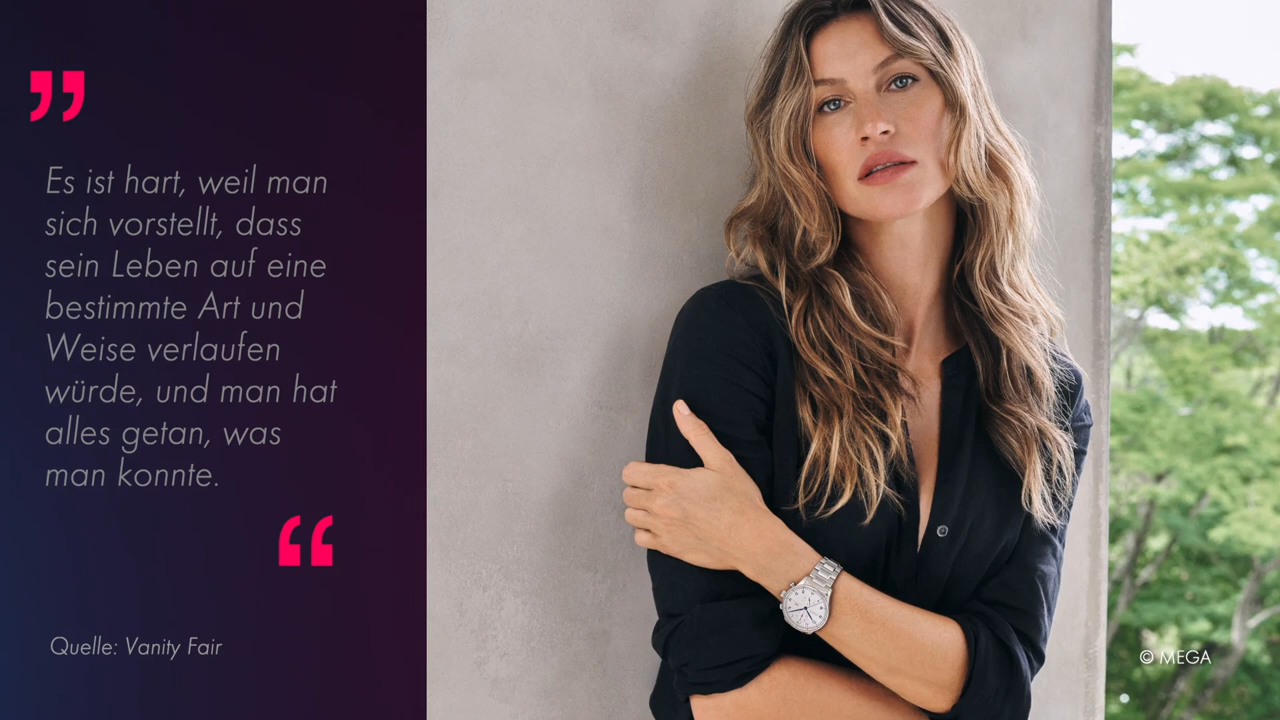 ”
Es ist hart, weil man
sich vorstellt, dass
sein Leben auf eine
bestimmte Art und
Weise verlaufen
würde, und man hat
alles getan, was
man konnte.
“
Quelle: Vanity Fair
© MEGA